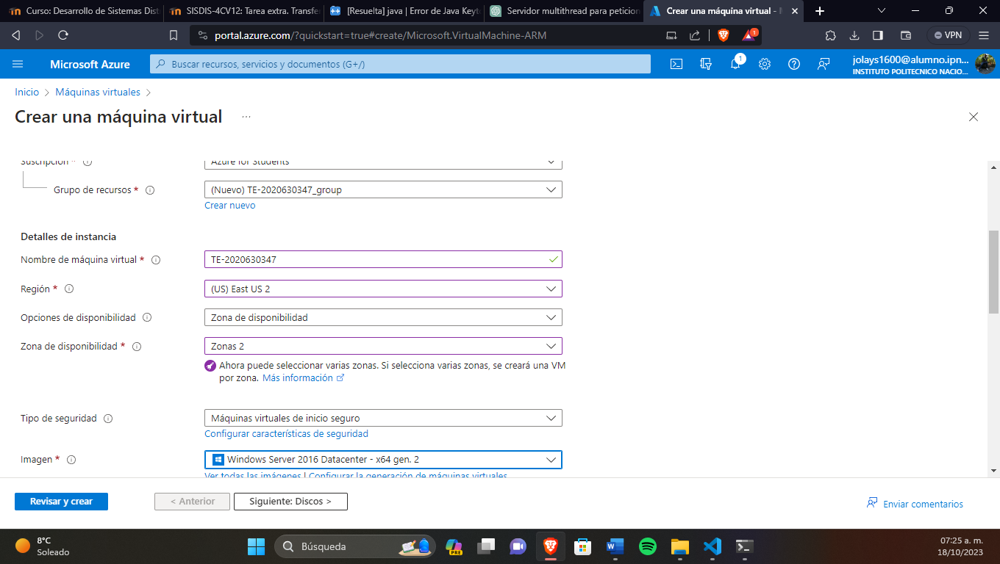 Curso: Desarrollo de Sistemas Dist
SISDIS-4CV12: Tarea extra. Transfe
[Resuelta] java | Error de Java Keyt
Servidor multithread para peticion
Crear una máquina virtual -
portal.azure.com/?quickstart=true#create/Microsoft.VirtualMachine-ARM
1
VPN
Microsoft Azure
Buscar recursos, servicios y documentos (G+/)
1
jolays1600@alumno.ipn...
INSTITUTO POLITECNICO NACIO...
Inicio > Máquinas virtuales >
Crear una máquina virtual ...
Suscripción * Azure for Students
Grupo de recursos * (Nuevo) TE-2020630347_group
Crear nuevo
Detalles de instancia
Nombre de máquina virtual * TE-2020630347
Región * (US) East US 2
Opciones de disponibilidad Zona de disponibilidad
Zona de disponibilidad * Zonas 2
Ahora puede seleccionar varias zonas. Si selecciona varias zonas, se creará una VM
por zona. Más información
Tipo de seguridad Máquinas virtuales de inicio seguro
Configurar características de seguridad
Imagen * Windows Server 2016 Datacenter - x64 gen. 2
Ver todas las imágenes | Configurar la generación de máquinas virtuales
Revisar y crear
< Anterior
Siguiente: Discos >
Enviar comentarios
8°C
Soleado
Búsqueda
PRE
07:25 a. m.
18/10/2023